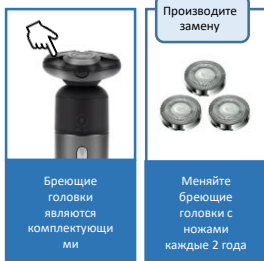 Производите
замену
Бреющие
головки
являются
комплектующи
ми
Меняйте
бреющие
головки с
ножами
каждые 2 года